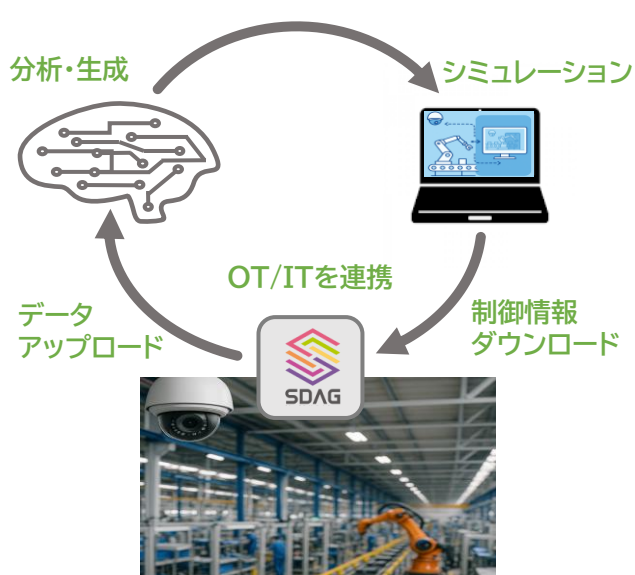 分析・生成
シミュレーション
OT/ITを連携
データ
アップロード
制御情報
ダウンロード
SDAG